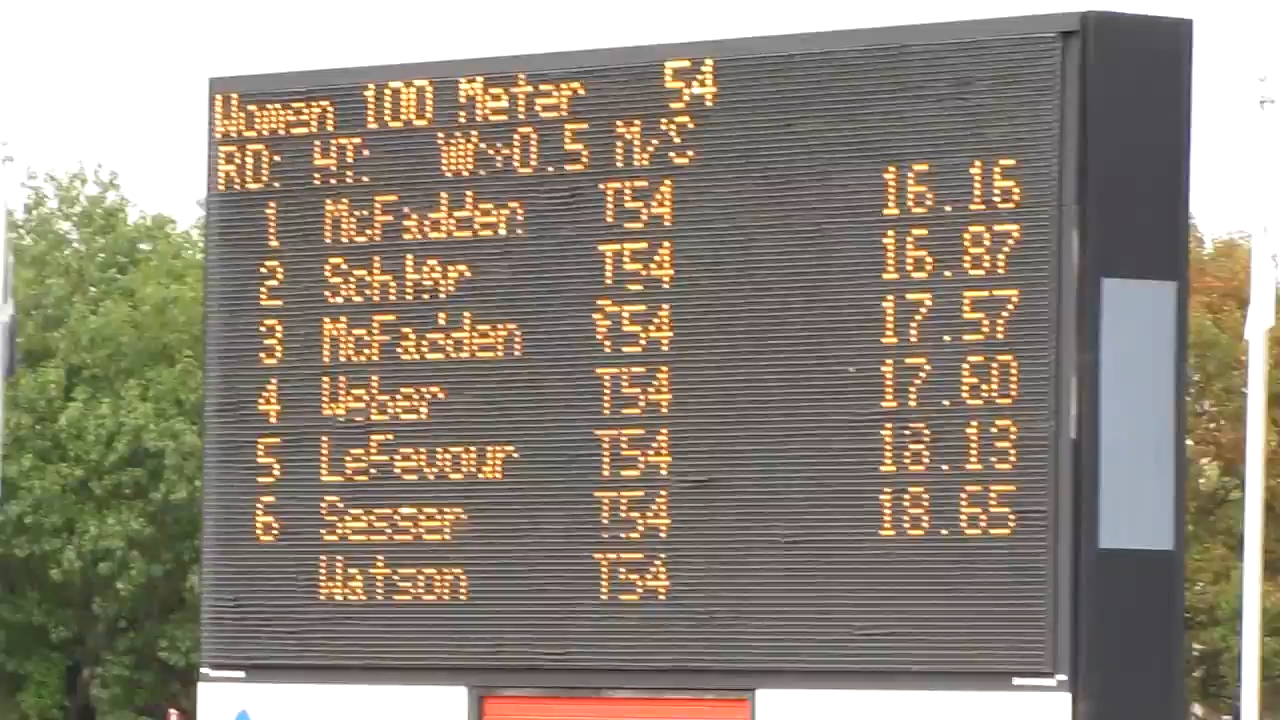 Women 100 Meter 54
RD: HT: W:+0.5 M/S
1 McFadden T54 16.16
2 Schlär T54 16.87
3 McFadden T54 17.57
4 Weber T54 17.60
5 LeFevour T54 18.13
6 Sesser T54 18.65
Watson T54